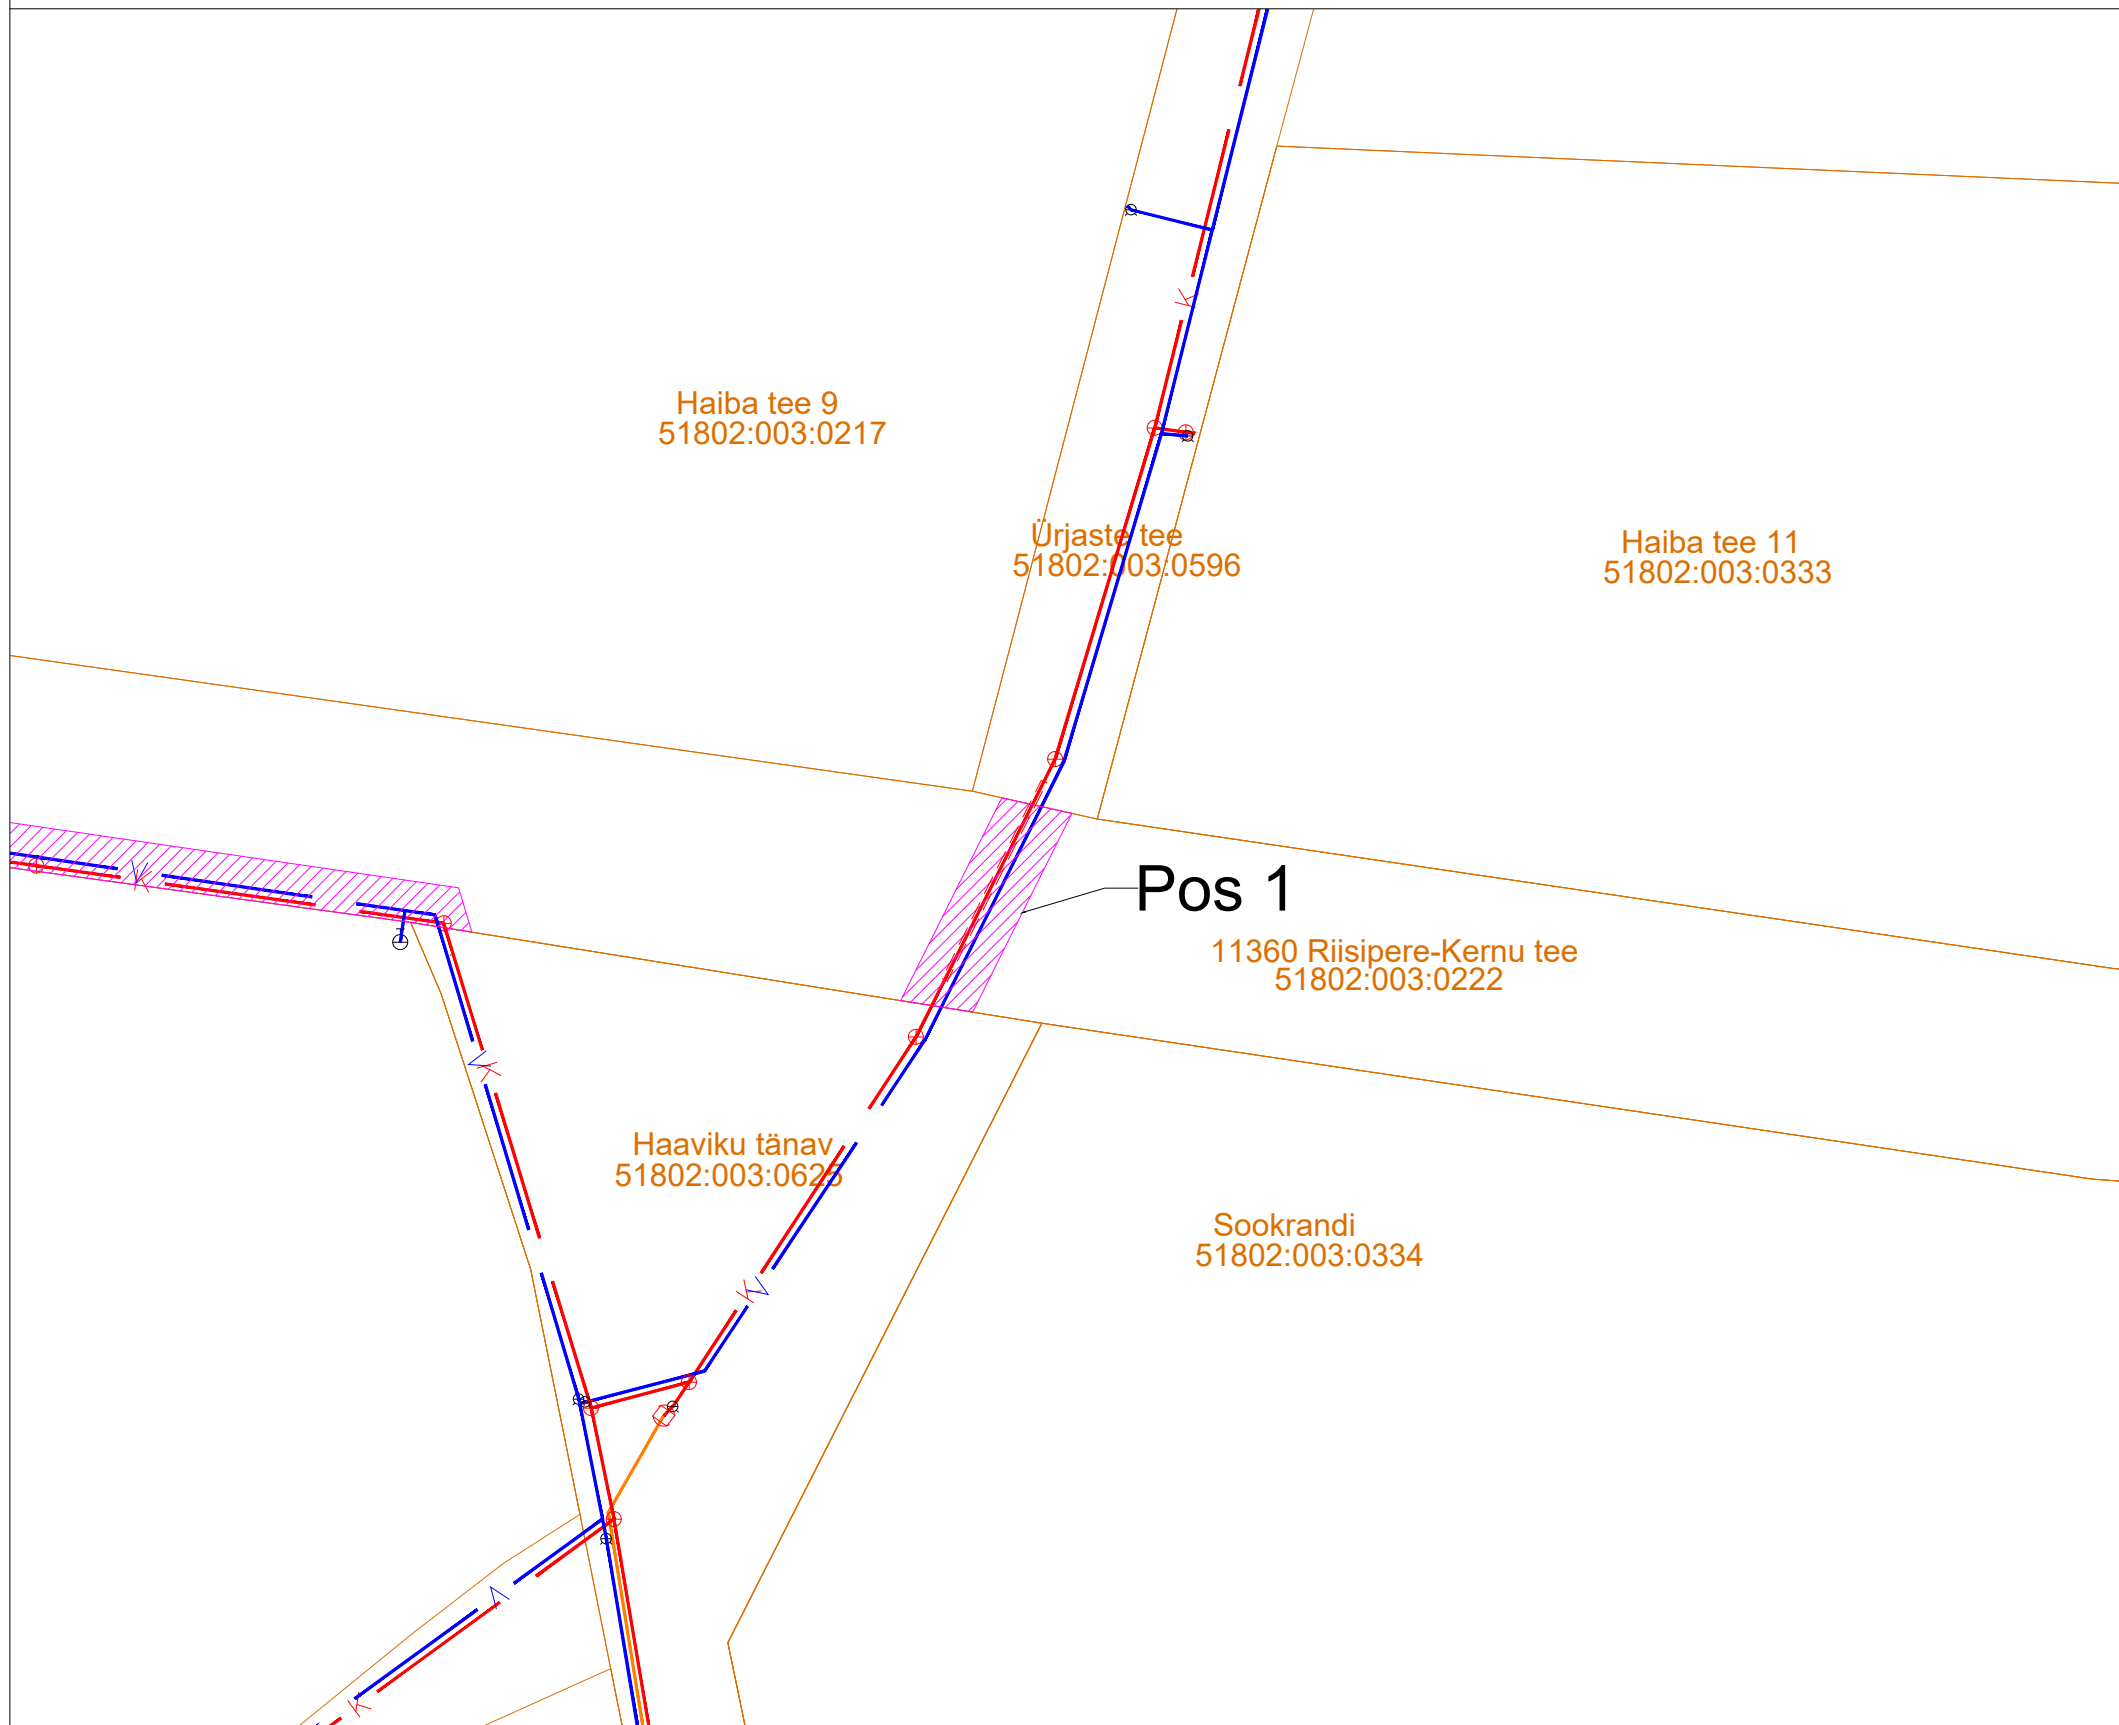 K
Haiba tee 9
51802:003:0217
Ürjaste tee
51802:003:0596
Haiba tee 11
51802:003:0333
V
K
Pos 1
11360 Riisipere-Kernu tee
51802:003:0222
V
K
Haaviku tänav
51802:003:0625
Sookrandi
51802:003:0334
K
V
V
K